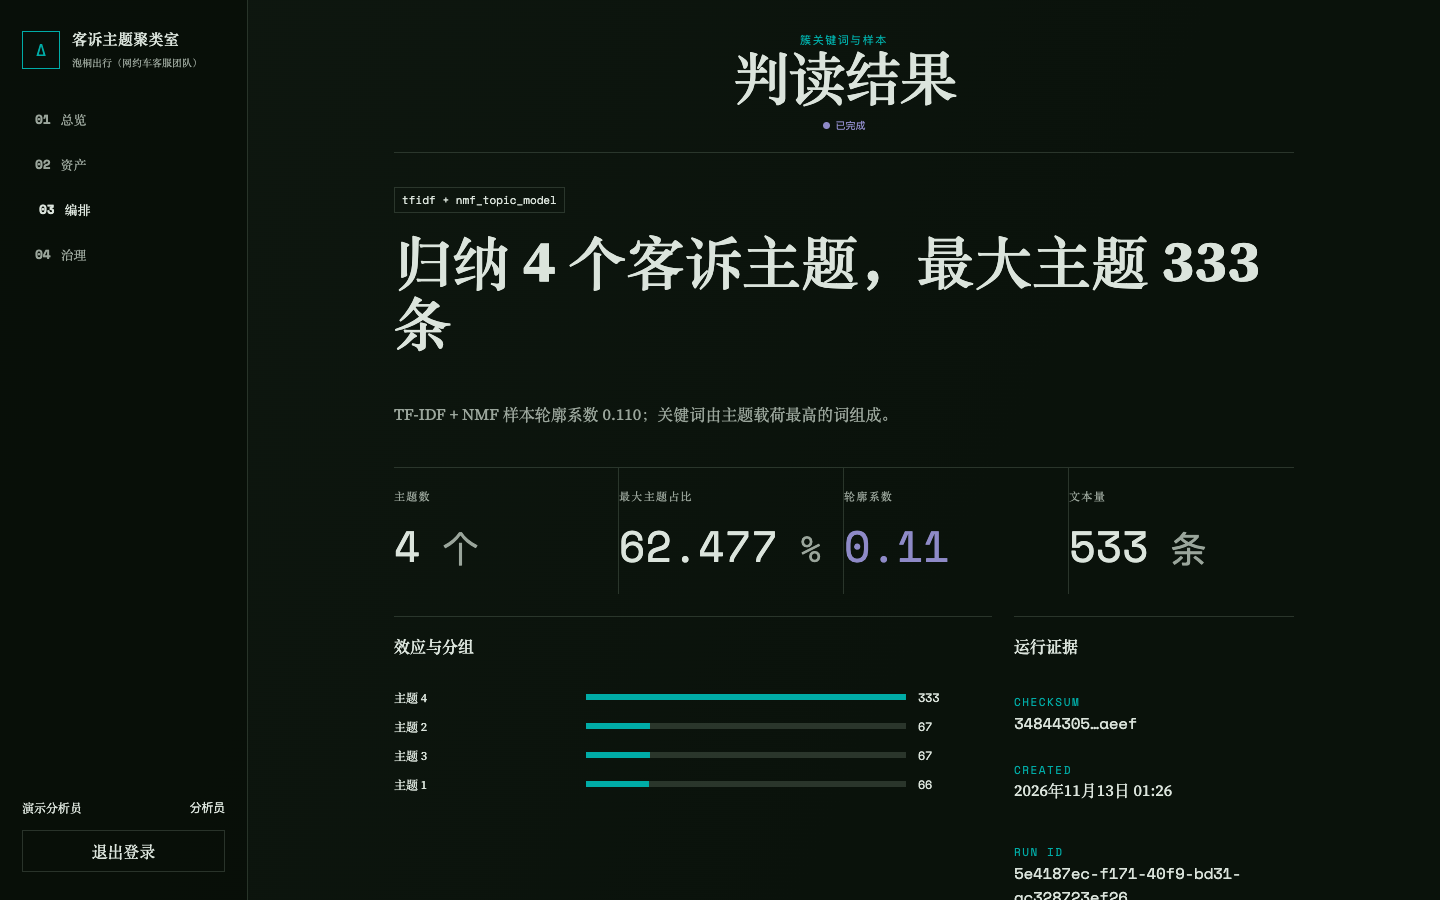 Δ
客诉主题聚类室
泡桐出行（网约车客服团队）
01 总览
02 资产
03 编排
04 治理
演示分析员 分析员
退出登录
簇关键词与样本
判读结果
已完成
tfidf + nmf_topic_model
归纳 4 个客诉主题，最大主题 333
条
TF-IDF + NMF 样本轮廓系数 0.110；关键词由主题载荷最高的词组成。
主题数 最大主题占比 轮廓系数 文本量
4 个 62.477 % 0.11 533 条
效应与分组
主题 4 333
主题 2 67
主题 3 67
主题 1 66
运行证据
CHECKSUM
34844305…aeef
CREATED
2026年11月13日 01:26
RUN ID
5e4187ec-f171-40f9-bd31-
ac328723ef26